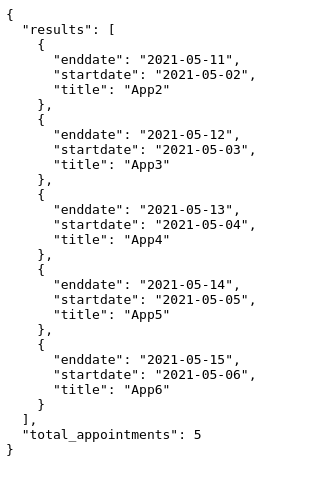 {
  "results": [
    {
      "enddate": "2021-05-11",
      "startdate": "2021-05-02",
      "title": "App2"
    },
    {
      "enddate": "2021-05-12",
      "startdate": "2021-05-03",
      "title": "App3"
    },
    {
      "enddate": "2021-05-13",
      "startdate": "2021-05-04",
      "title": "App4"
    },
    {
      "enddate": "2021-05-14",
      "startdate": "2021-05-05",
      "title": "App5"
    },
    {
      "enddate": "2021-05-15",
      "startdate": "2021-05-06",
      "title": "App6"
    }
  ],
  "total_appointments": 5
}